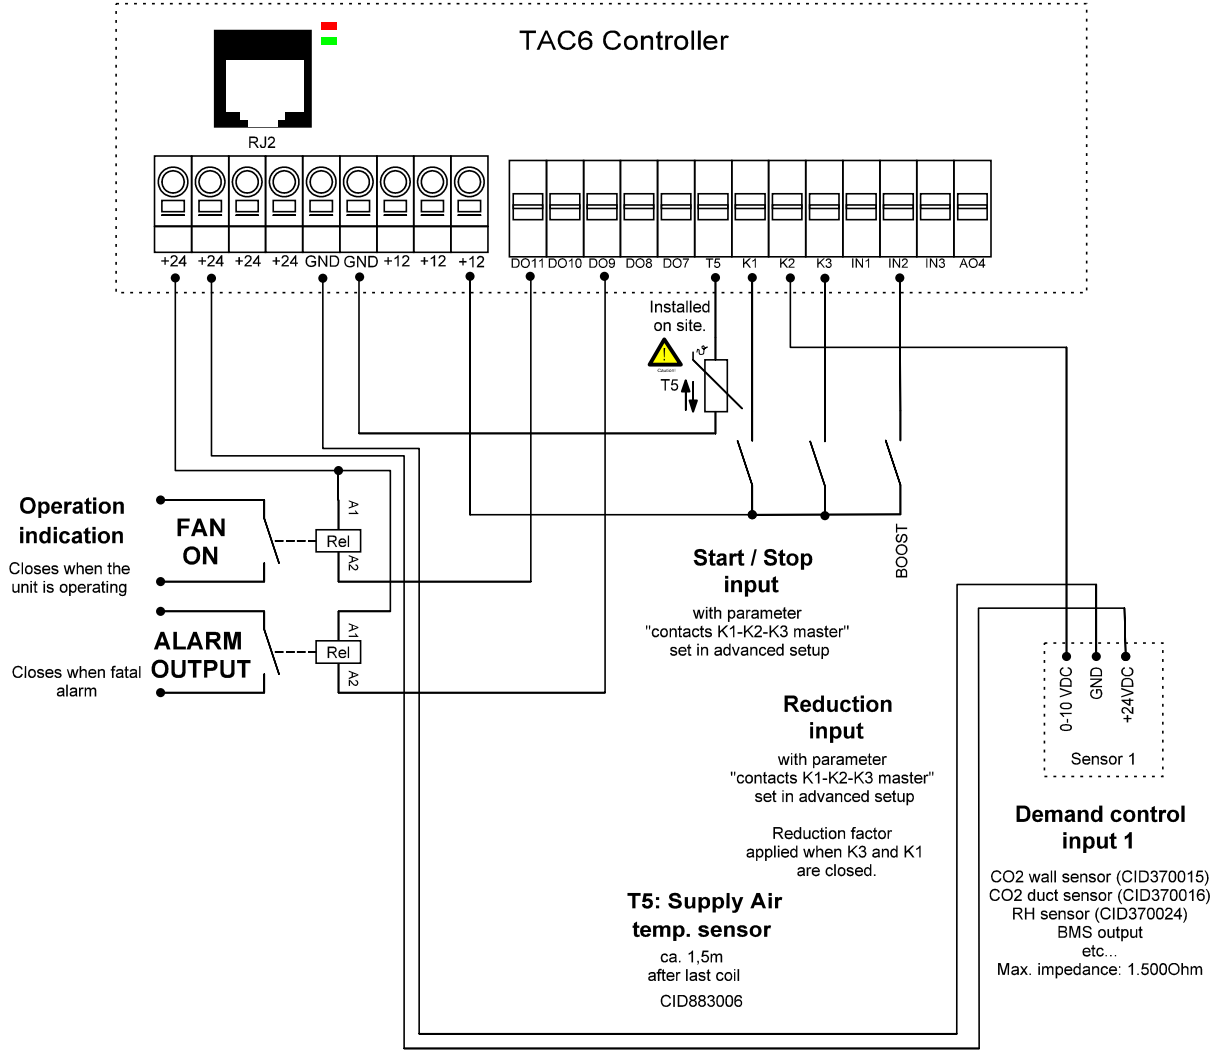 TAC6 Controller
RJ2
+24 +24 +24 +24 GND GND +12 +12 +12
DO11 DO10 DO9 DO8 DO7 T5 K1 K2 K3 IN1 IN2 IN3 AO4
Installed
on site.
!
Caution!
ϑ
T5
Operation
indication
Closes when the
unit is operating
FAN
ON
A1
Rel
A2
ALARM
OUTPUT
Closes when fatal
alarm
A1
Rel
A2
BOOST
Start / Stop
input
with parameter
"contacts K1-K2-K3 master"
set in advanced setup
Reduction
input
with parameter
"contacts K1-K2-K3 master"
set in advanced setup
Reduction factor
applied when K3 and K1
are closed.
T5: Supply Air
temp. sensor
ca. 1,5m
after last coil
CID883006
0-10 VDC
GND
+24VDC
Sensor 1
Demand control
input 1
CO2 wall sensor (CID370015)
CO2 duct sensor (CID370016)
RH sensor (CID370024)
BMS output
etc...
Max. impedance: 1.500Ohm